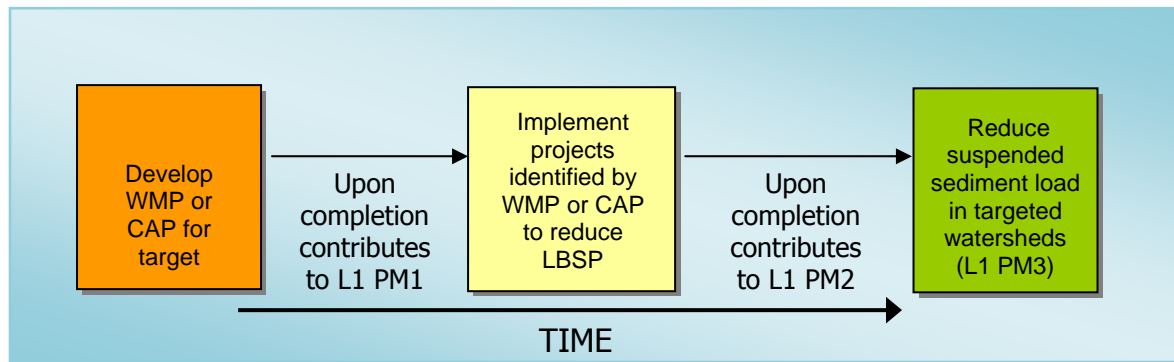 Develop
WMP or
CAP for
target
Upon
completion
contributes
to L1 PM1
Implement
projects
identified by
WMP or CAP
to reduce
LBSP
Upon
completion
contributes
to L1 PM2
Reduce
suspended
sediment load
in targeted
watersheds
(L1 PM3)
TIME